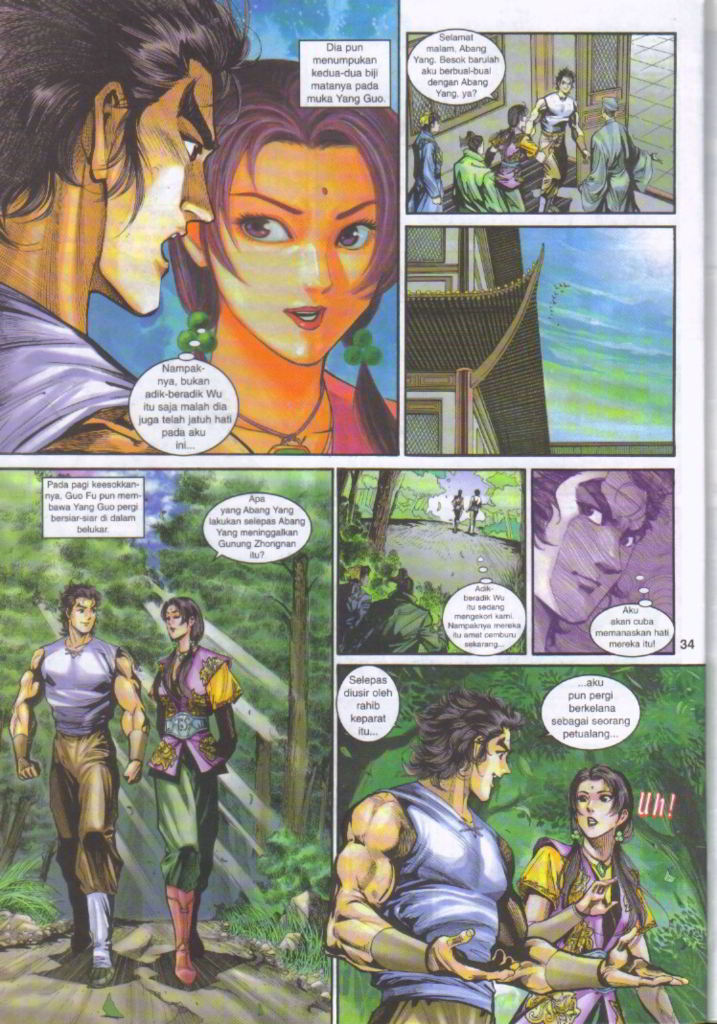 Dia pun
menumpukan
kedua-dua biji
matanya pada
muka Yang Guo.
Nampak-
nya, bukan
adik-beradik Wu
itu saja malah dia
juga telah jatuh hati
pada aku
ini...
Selamat
malam, Abang
Yang. Besok barulah
aku berbual-bual
dengan Abang
Yang, ya?
Pada pagi keesokkan-
nya, Guo Fu pun mem-
bawa Yang Guo pergi
bersiar-siar di dalam
belukar.
Apa
yang Abang Yang
lakukan selepas Abang
Yang meninggalkan
Gunung Zhongnan
itu?
Adik-
beradik Wu
itu sedang
mengekori kami.
Nampaknya mereka
itu amat cemburu
sekarang...
Aku
akan cuba
memanaskan hati
mereka itu!
34
Selepas
diusir oleh
rahib
keparat
itu...
...aku
pun pergi
berkelana
sebagai seorang
petualang...
Uh!